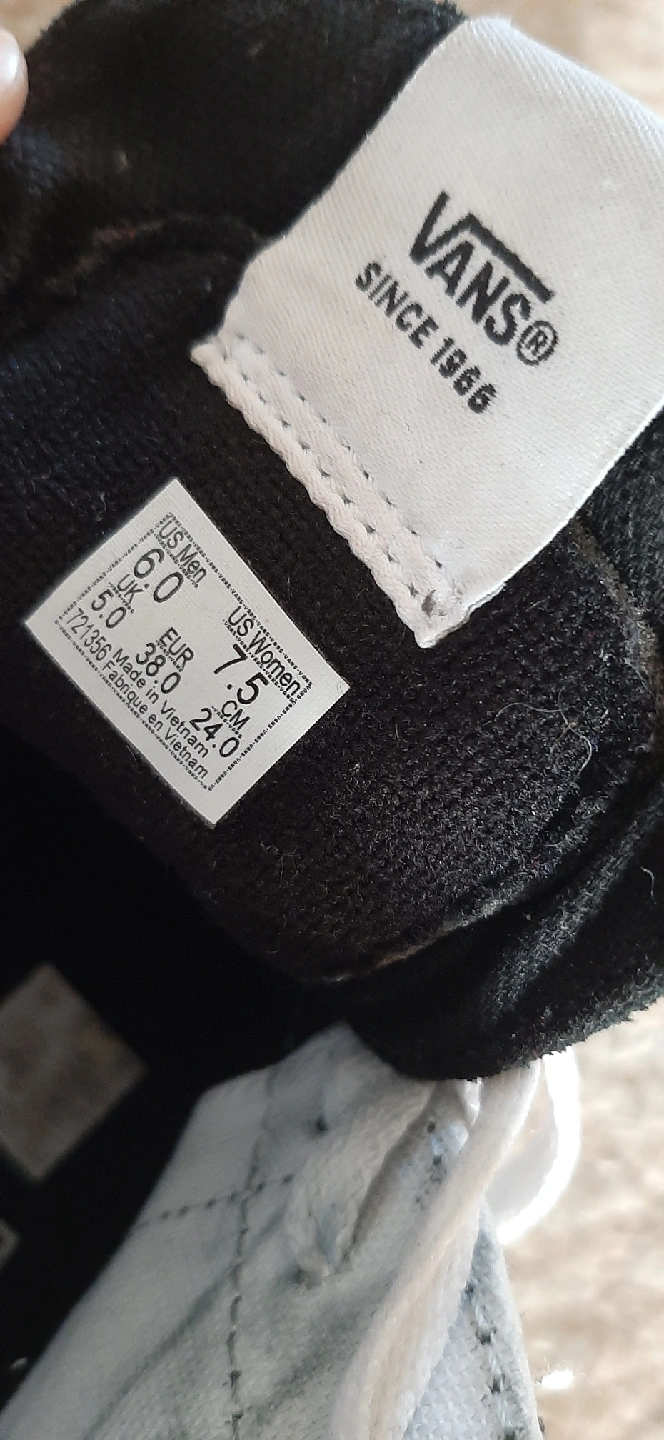 VANS®
SINCE 1966
US Men
US Women
6.0
7.5
UK
EUR
CM
5.0
38.0
24.0
721356 Made in Vietnam
Fabriqué en Vietnam